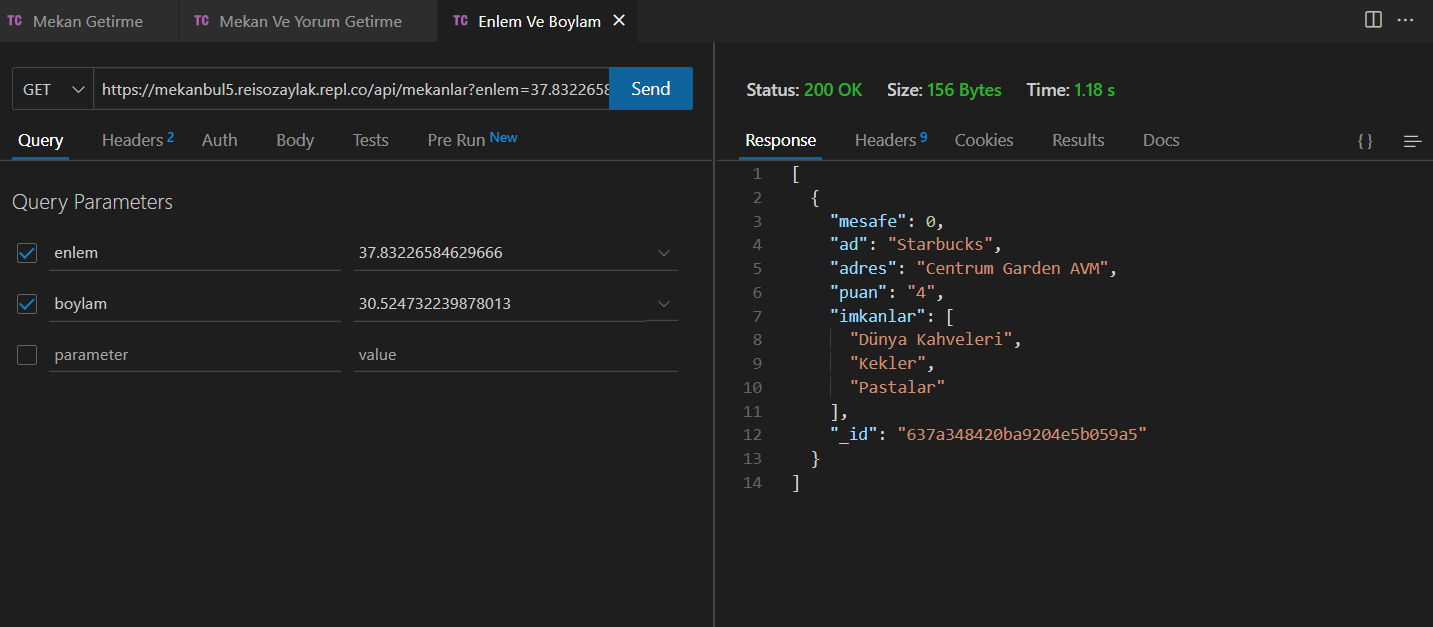 TC Mekan Getirme
TC Mekan Ve Yorum Getirme
TC Enlem Ve Boylam
GET
https://mekanbul5.reisozaylak.repl.co/api/mekanlar?enlem=37.8322658
Send
Query
Headers 2
Auth
Body
Tests
Pre Run New
Query Parameters
enlem 37.83226584629666
boylam 30.524732239878013
parameter value
Status: 200 OK Size: 156 Bytes Time: 1.18 s
Response
Headers 9
Cookies
Results
Docs
{ }
1 [
2 {
3 "mesafe": 0,
4 "ad": "Starbucks",
5 "adres": "Centrum Garden AVM",
6 "puan": "4",
7 "imkanlar": [
8 "Dünya Kahveleri",
9 "Kekler",
10 "Pastalar"
11 ],
12 "_id": "637a348420ba9204e5b059a5"
13 }
14 ]